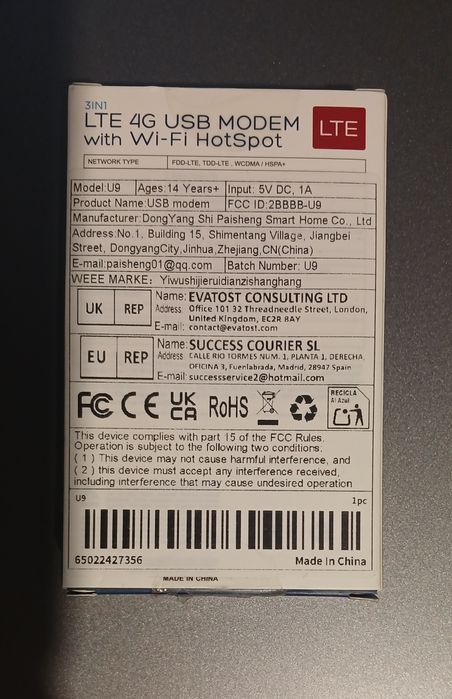 3IN1
LTE 4G USB MODEM
with Wi-Fi HotSpot
LTE
NETWORK TYPE FDD-LTE, TDD-LTE , WCDMA / HSPA+
Model:U9 Ages:14 Years+ Input: 5V DC, 1A
Product Name:USB modem FCC ID:2BBBB-U9
Manufacturer:DongYang Shi Paisheng Smart Home Co., Ltd
Address:No.1, Building 15, Shimentang Village, Jiangbei
Street, DongyangCity,Jinhua,Zhejiang,CN(China)
E-mail:paisheng01@qq.com Batch Number: U9
WEEE MARKE: Yiwushijieruidianzishanghang
UK REP
Name: EVATOST CONSULTING LTD
Address Office 101 32 Threadneedle Street, London,
United Kingdom, EC2R 8AY
E-mail: contact@evatost.com
EU REP
Name: SUCCESS COURIER SL
Address CALLE RIO TORMES NUM. 1, PLANTA 1, DERECHA,
OFICINA 3, Fuenlabrada, Madrid, 28947 Spain
E-mail: successservice2@hotmail.com
FC CE UK CA RoHS
RECICLA
Al Azul
This device complies with part 15 of the FCC Rules.
Operation is subject to the following two conditions,
( 1 ) This device may not cause harmful interference, and
( 2 ) this device must accept any interference received,
including interference that may cause undesired operation
U9 1pc
65022427356 Made In China
MADE IN CHINA